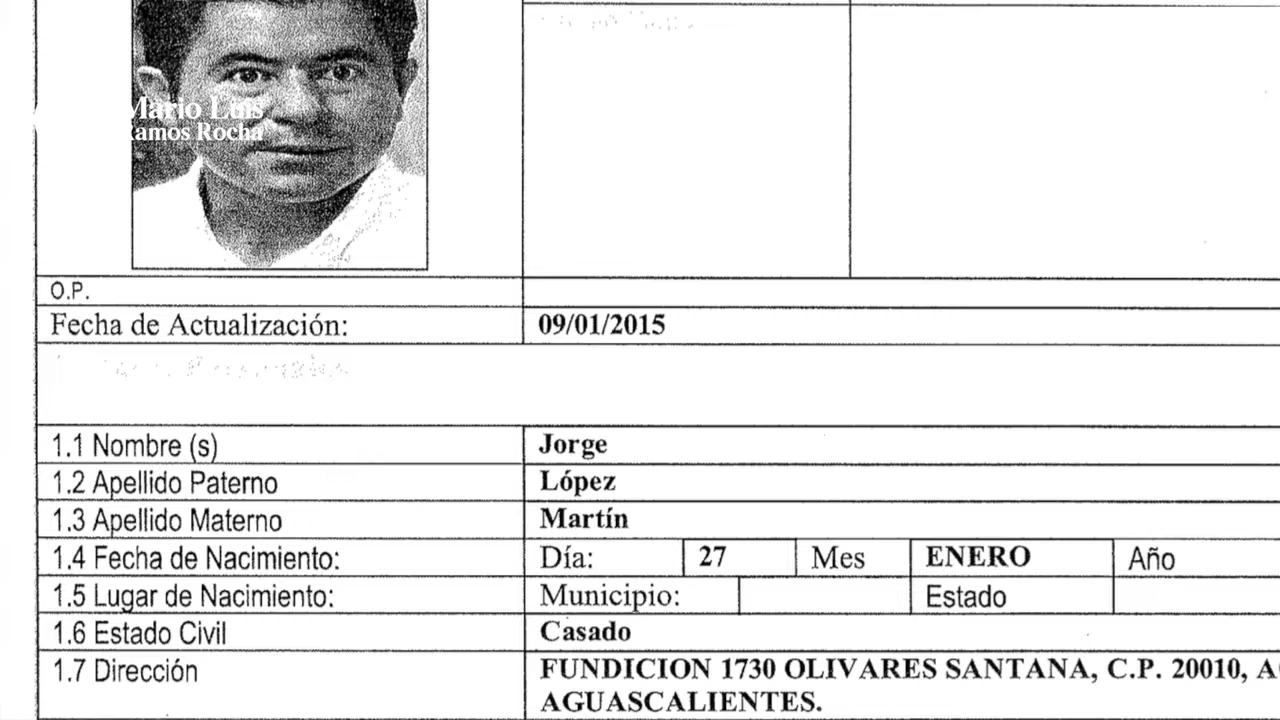 Mario Luis
Ramos Rocha
O.P.
Fecha de Actualización: 09/01/2015
1.1 Nombre (s) Jorge
1.2 Apellido Paterno López
1.3 Apellido Materno Martín
1.4 Fecha de Nacimiento: Día: 27 Mes ENERO Año
1.5 Lugar de Nacimiento: Municipio: Estado
1.6 Estado Civil Casado
1.7 Dirección FUNDICION 1730 OLIVARES SANTANA, C.P. 20010,
AGUASCALIENTES.